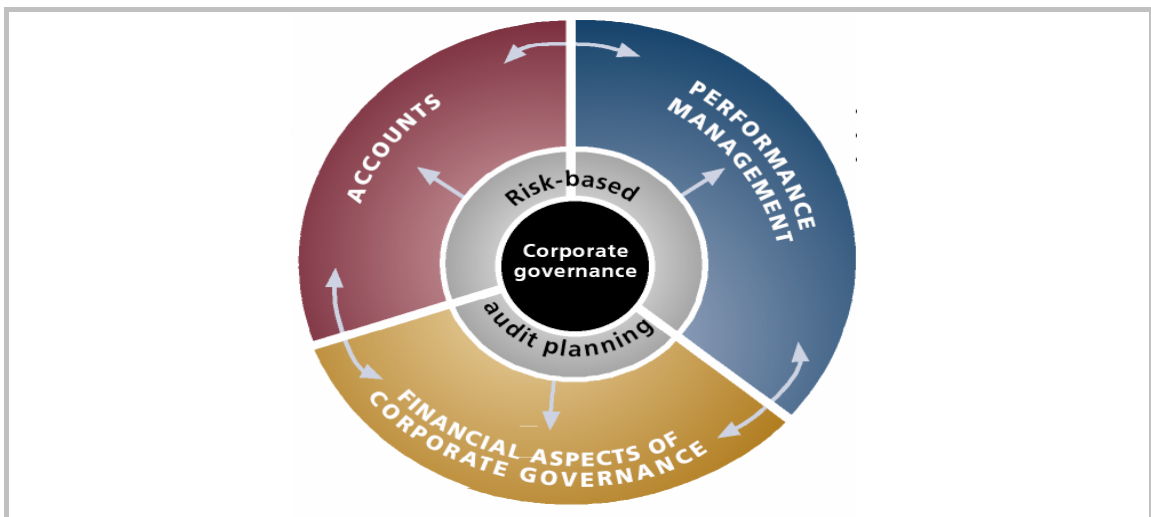 ACCOUNTS
PERFORMANCE
MANAGEMENT
Risk-based
Corporate
governance
audit planning
FINANCIAL ASPECTS OF
CORPORATE GOVERNANCE